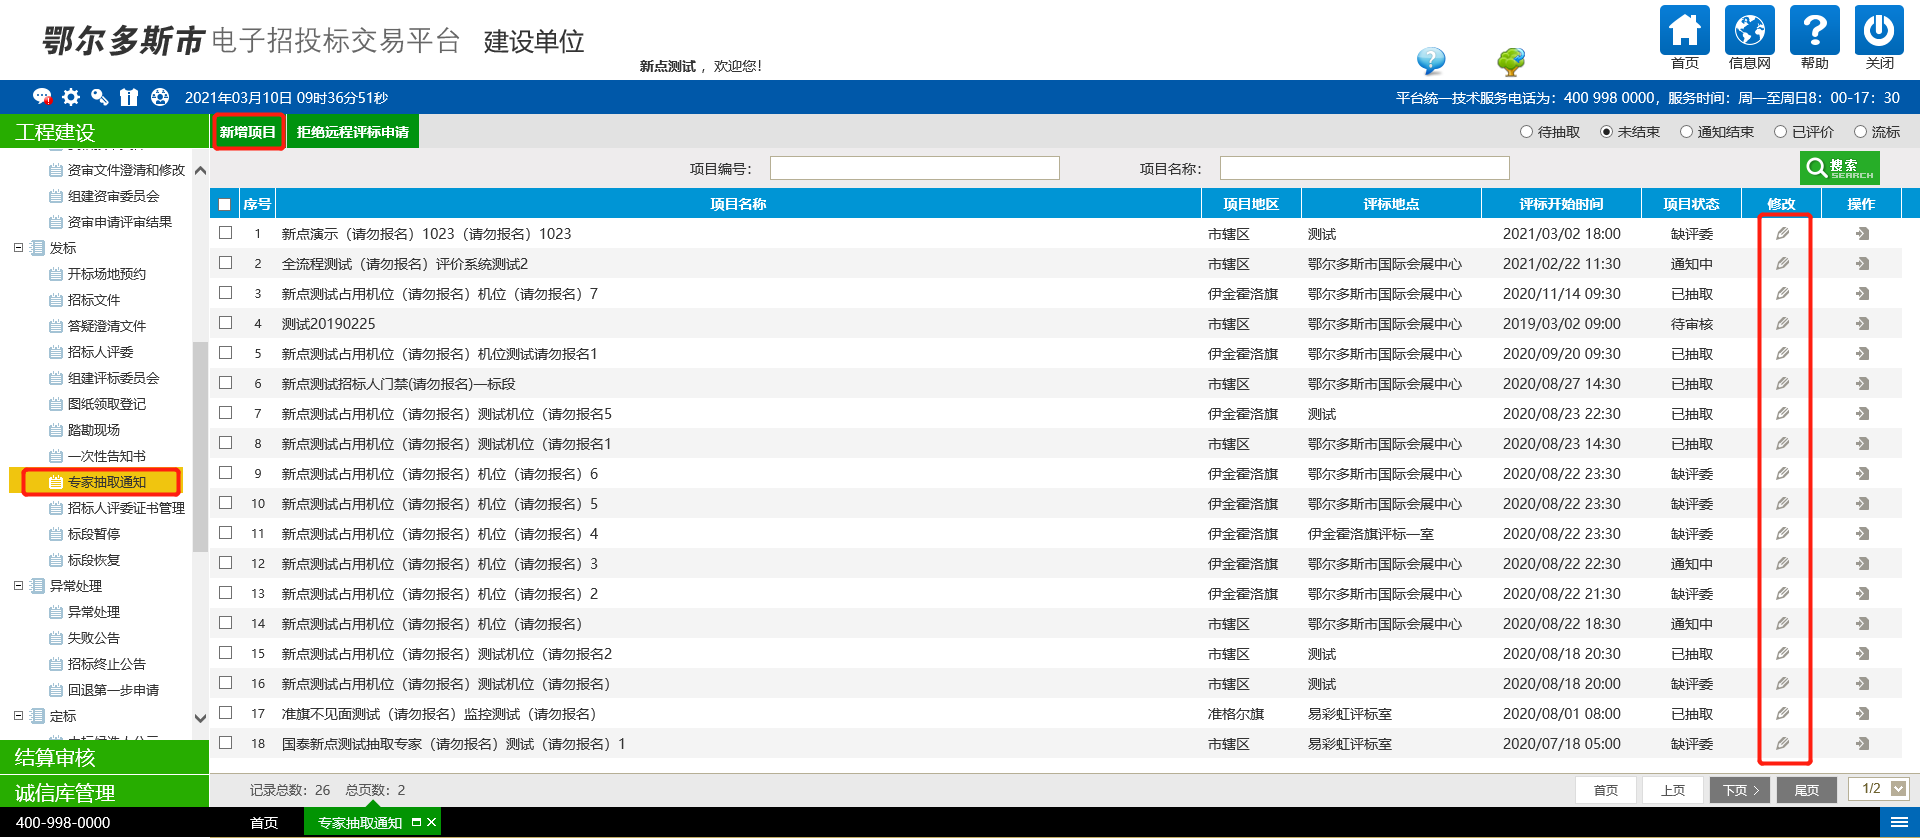 鄂尔多斯市 电子招投标交易平台 建设单位
新点测试 ，欢迎您！
首页 信息网 帮助 关闭
2021年03月10日 09时36分51秒
平台统一技术服务电话为：400 998 0000，服务时间：周一至周日8：00-17：30
工程建设
资审文件澄清和修改
组建资审委员会
资审申请评审结果
发标
开标场地预约
招标文件
答疑澄清文件
招标人评委
组建评标委员会
图纸领取登记
踏勘现场
一次性告知书
专家抽取通知
招标人评委证书管理
标段暂停
标段恢复
异常处理
异常处理
失败公告
招标终止公告
回退第一步申请
定标
结算审核
诚信库管理
400-998-0000
新增项目 拒绝远程评标申请
待抽取 未结束 通知结束 已评价 流标
项目编号： 项目名称： 搜索 SEARCH
序号 项目名称 项目地区 评标地点 评标开始时间 项目状态 修改 操作
1 新点演示（请勿报名）1023（请勿报名）1023 市辖区 测试 2021/03/02 18:00 缺评委
2 全流程测试（请勿报名）评价系统测试2 市辖区 鄂尔多斯市国际会展中心 2021/02/22 11:30 通知中
3 新点测试占用机位（请勿报名）机位（请勿报名）7 伊金霍洛旗 鄂尔多斯市国际会展中心 2020/11/14 09:30 已抽取
4 测试20190225 市辖区 鄂尔多斯市国际会展中心 2019/03/02 09:00 待审核
5 新点测试占用机位（请勿报名）机位测试请勿报名1 伊金霍洛旗 鄂尔多斯市国际会展中心 2020/09/20 09:30 已抽取
6 新点测试招标人门禁(请勿报名)一标段 市辖区 鄂尔多斯市国际会展中心 2020/08/27 14:30 已抽取
7 新点测试占用机位（请勿报名）测试机位（请勿报名5 伊金霍洛旗 测试 2020/08/23 22:30 已抽取
8 新点测试占用机位（请勿报名）测试机位（请勿报名1 市辖区 鄂尔多斯市国际会展中心 2020/08/23 14:30 已抽取
9 新点测试占用机位（请勿报名）机位（请勿报名）6 伊金霍洛旗 鄂尔多斯市国际会展中心 2020/08/22 23:30 缺评委
10 新点测试占用机位（请勿报名）机位（请勿报名）5 伊金霍洛旗 鄂尔多斯市国际会展中心 2020/08/22 23:30 缺评委
11 新点测试占用机位（请勿报名）机位（请勿报名）4 伊金霍洛旗 伊金霍洛旗评标一室 2020/08/22 23:30 缺评委
12 新点测试占用机位（请勿报名）机位（请勿报名）3 伊金霍洛旗 鄂尔多斯市国际会展中心 2020/08/22 22:30 通知中
13 新点测试占用机位（请勿报名）机位（请勿报名）2 伊金霍洛旗 鄂尔多斯市国际会展中心 2020/08/22 21:30 缺评委
14 新点测试占用机位（请勿报名）机位（请勿报名） 市辖区 鄂尔多斯市国际会展中心 2020/08/22 18:30 通知中
15 新点测试占用机位（请勿报名）测试机位（请勿报名2 市辖区 测试 2020/08/18 20:30 已抽取
16 新点测试占用机位（请勿报名）测试机位（请勿报名） 市辖区 测试 2020/08/18 20:00 缺评委
17 准旗不见面测试（请勿报名）监控测试（请勿报名） 准格尔旗 易彩虹评标室 2020/08/01 08:00 已抽取
18 国泰新点测试抽取专家（请勿报名）测试（请勿报名）1 市辖区 易彩虹评标室 2020/07/18 05:00 缺评委
记录总数：26 总页数：2
首页 上页 下页 尾页 1/2
首页 专家抽取通知